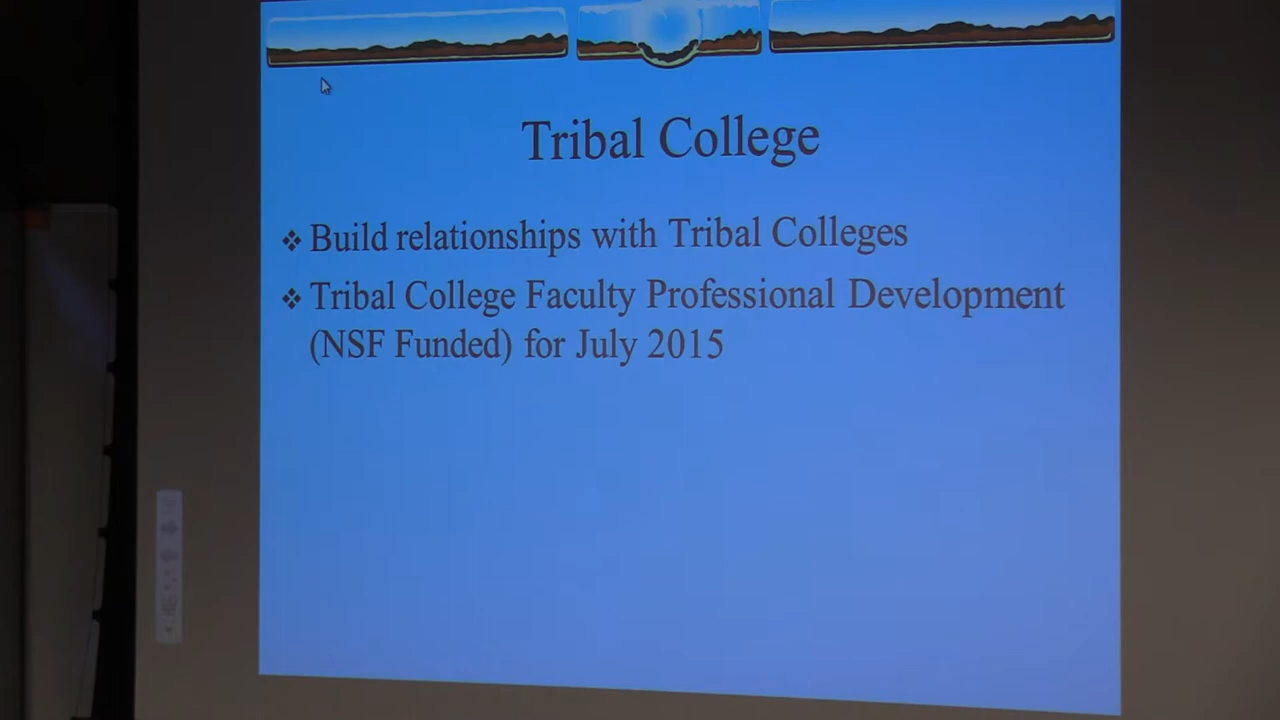 Tribal College
❖ Build relationships with Tribal Colleges
❖ Tribal College Faculty Professional Development
(NSF Funded) for July 2015